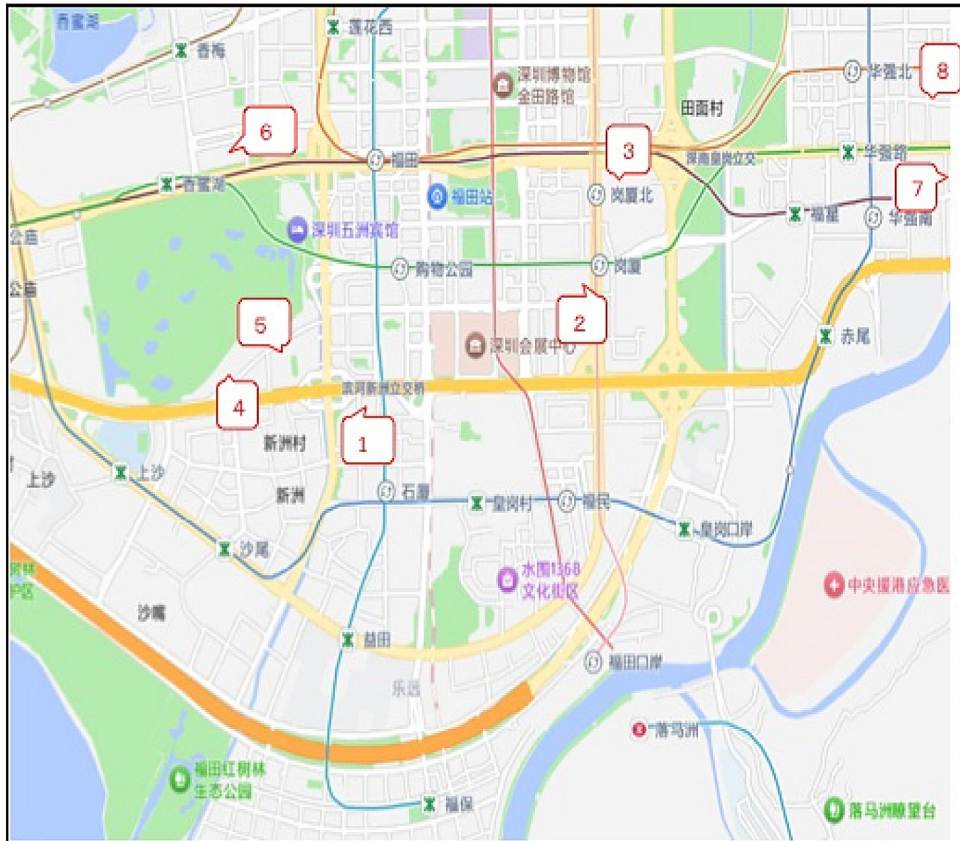 香蜜湖
莲花西
香梅
深圳博物馆
金田路馆
华强北
8
田面村
6
3
福田
深南皇岗立交
华强路
香蜜湖
7
福田站
岗厦北
福星
华强南
公庙
深圳五洲宾馆
购物公园
岗厦
公庙
5
2
深圳会展中心
赤尾
滨河新洲立交桥
4
1
新洲村
上沙
上沙
新洲
石厦
皇岗村
福民
皇岗口岸
沙尾
树林
护区
水围1368
文化街区
中央援港应急医
沙嘴
益田
福田口岸
乐远
落马洲
福田红树林
生态公园
福保
落马洲瞭望台